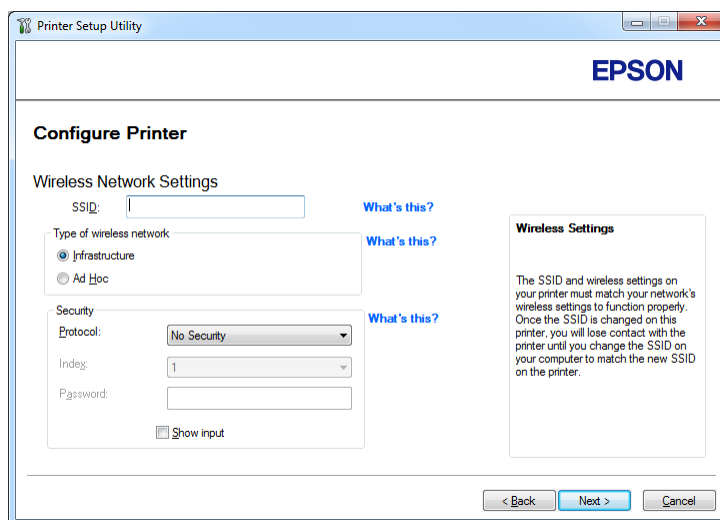 Printer Setup Utility
EPSON
Configure Printer
Wireless Network Settings
SSID:
What's this?
Type of wireless network
What's this?
Infrastructure
Ad Hoc
Security
What's this?
Protocol:
No Security
Index:
1
Password:
Show input
Wireless Settings
The SSID and wireless settings on
your printer must match your network's
wireless settings to function properly.
Once the SSID is changed on this
printer, you will lose contact with the
printer until you change the SSID on
your computer to match the new SSID
on the printer.
< Back
Next >
Cancel